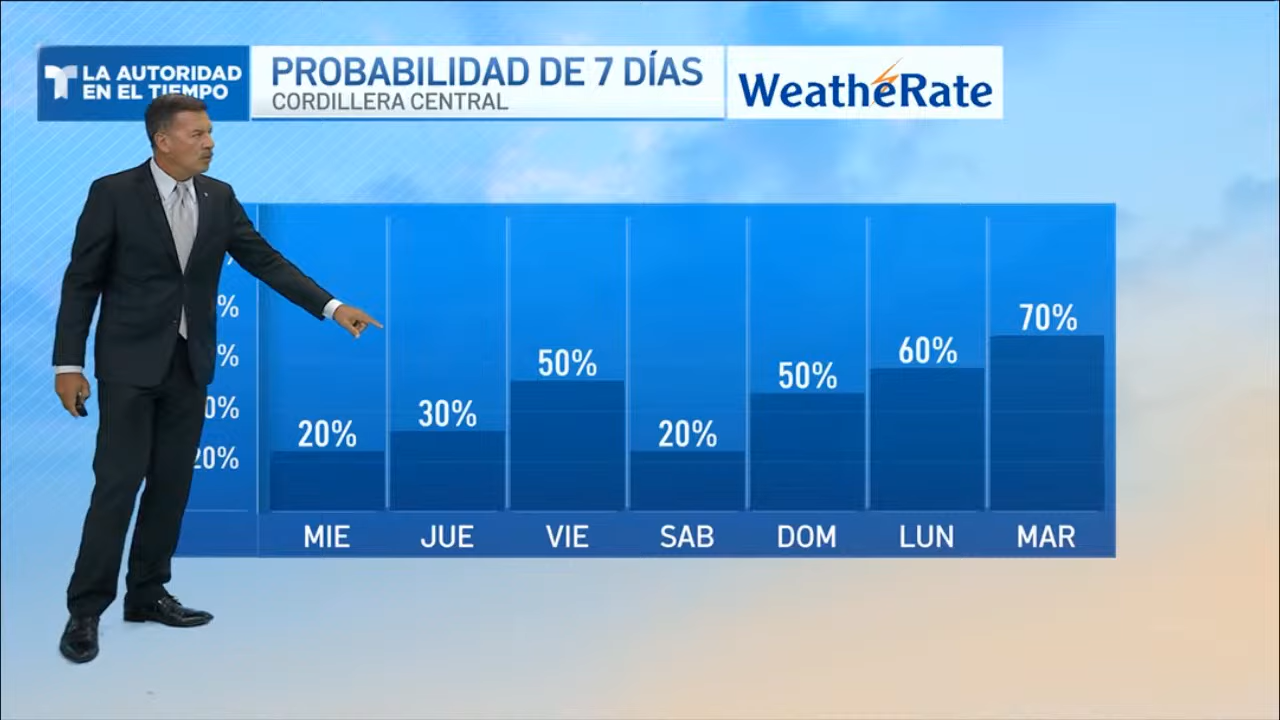 LA AUTORIDAD
EN EL TIEMPO
PROBABILIDAD DE 7 DÍAS
CORDILLERA CENTRAL
WeatheRate
20%
20%
30%
50%
20%
50%
60%
70%
MIE JUE VIE SAB DOM LUN MAR